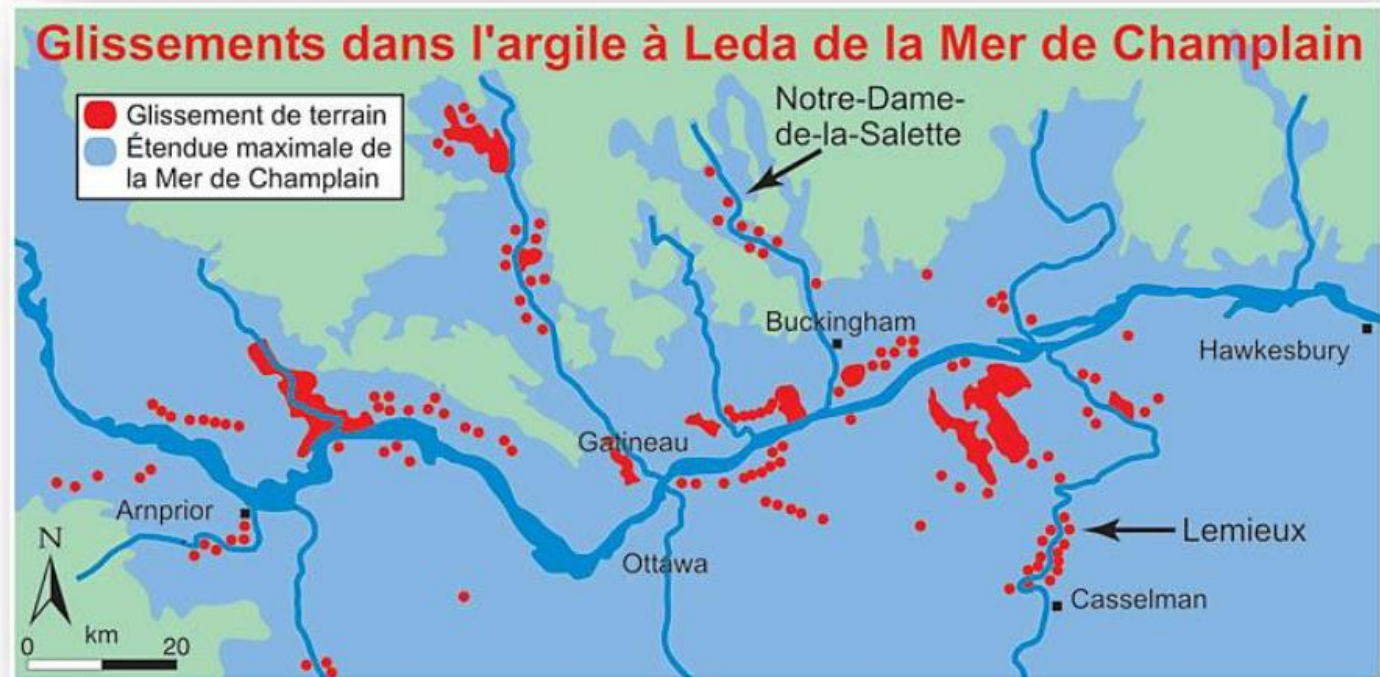 Glissements dans l'argile à Leda de la Mer de Champlain
Glissement de terrain
Étendue maximale de
la Mer de Champlain
Notre-Dame-
de-la-Salette
Buckingham
Hawkesbury
Gatineau
Arnprior
N
Ottawa
Lemieux
Casselman
km
0 20